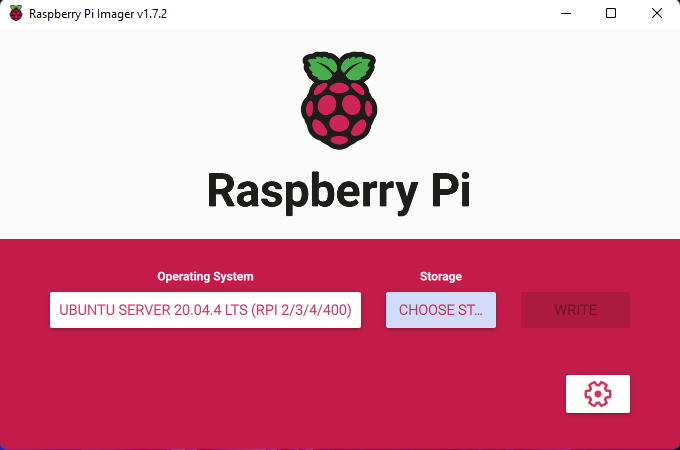 Raspberry Pi Imager v1.7.2
Raspberry Pi
Operating System
Storage
UBUNTU SERVER 20.04.4 LTS (RPI 2/3/4/400)
CHOOSE ST...
WRITE